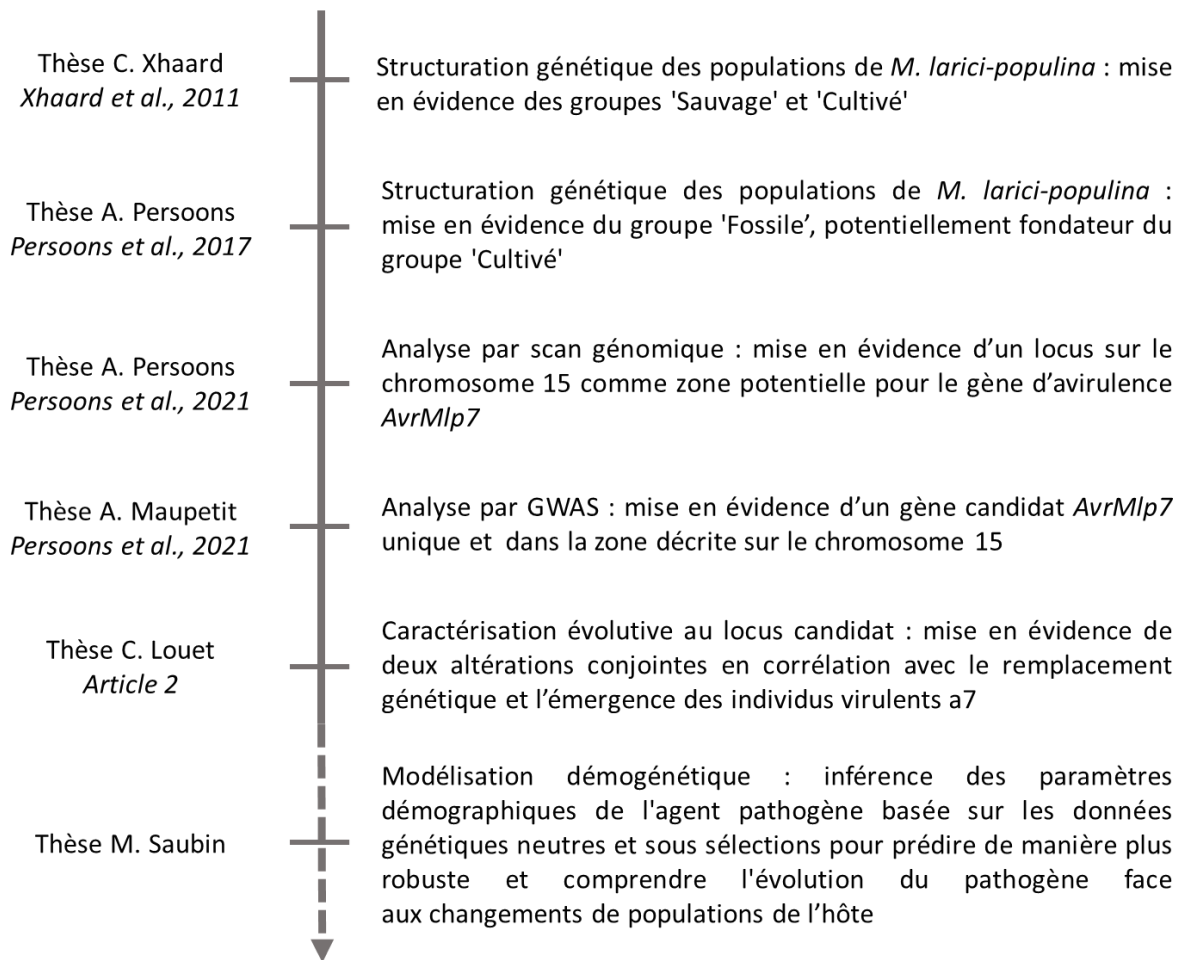 Thèse C. Xhaard
Xhaard et al., 2011
Structuration génétique des populations de M. larici-populina : mise
en évidence des groupes 'Sauvage' et 'Cultivé'
Thèse A. Persoons
Persoons et al., 2017
Structuration génétique des populations de M. larici-populina :
mise en évidence du groupe 'Fossile’, potentiellement fondateur du
groupe 'Cultivé'
Thèse A. Persoons
Persoons et al., 2021
Analyse par scan génomique : mise en évidence d’un locus sur le
chromosome 15 comme zone potentielle pour le gène d’avirulence
AvrMlp7
Thèse A. Maupetit
Persoons et al., 2021
Analyse par GWAS : mise en évidence d’un gène candidat AvrMlp7
unique et dans la zone décrite sur le chromosome 15
Thèse C. Louet
Article 2
Caractérisation évolutive au locus candidat : mise en évidence de
deux altérations conjointes en corrélation avec le remplacement
génétique et l’émergence des individus virulents a7
Thèse M. Saubin
Modélisation démogénétique : inférence des paramètres
démographiques de l'agent pathogène basée sur les données
génétiques neutres et sous sélections pour prédire de manière plus
robuste et comprendre l'évolution du pathogène face
aux changements de populations de l’hôte